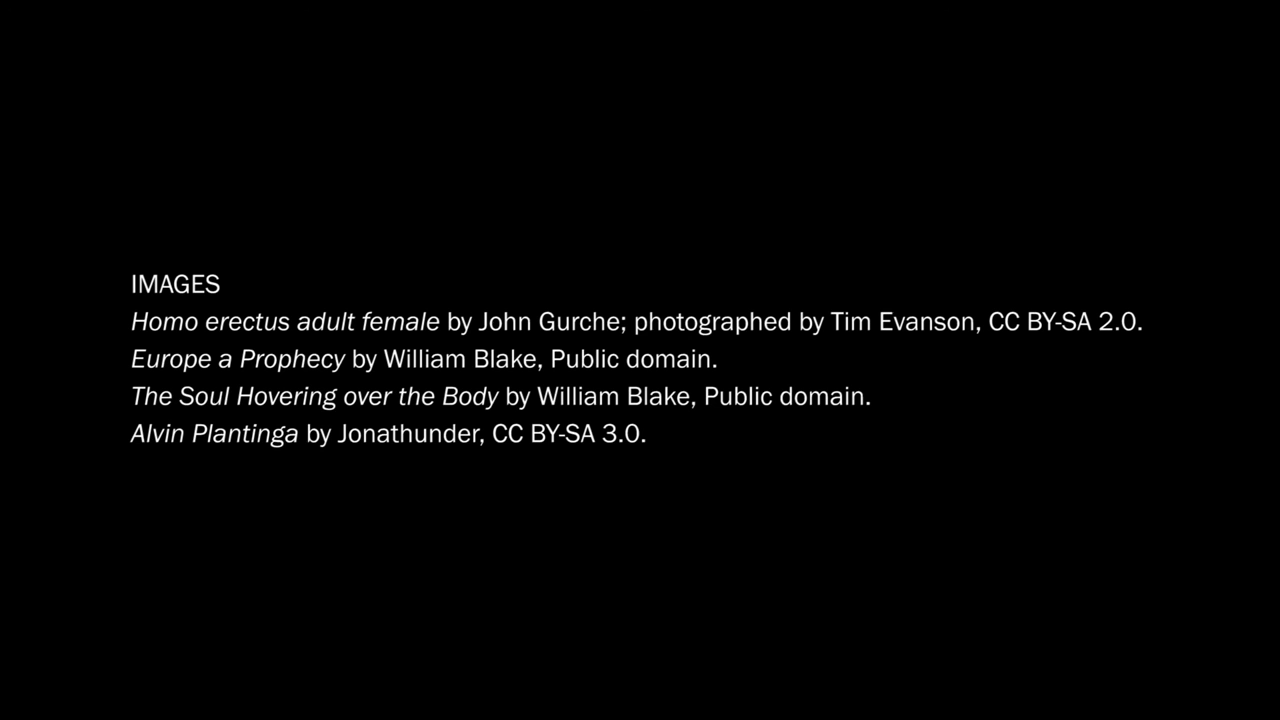 IMAGES
Homo erectus adult female by John Gurche; photographed by Tim Evanson, CC BY-SA 2.0.
Europe a Prophecy by William Blake, Public domain.
The Soul Hovering over the Body by William Blake, Public domain.
Alvin Plantinga by Jonathunder, CC BY-SA 3.0.